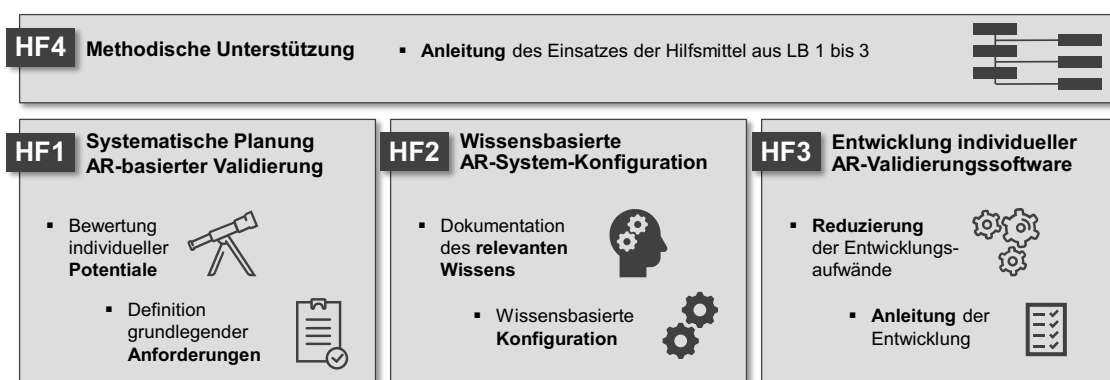 HF4 Methodische Unterstützung ▪ Anleitung des Einsatzes der Hilfsmittel aus LB 1 bis 3
HF1 Systematische Planung
AR-basierter Validierung
▪ Bewertung
individueller
Potentiale
▪ Definition
grundlegender
Anforderungen
HF2 Wissensbasierte
AR-System-Konfiguration
▪ Dokumentation
des relevanten
Wissens
▪ Wissensbasierte
Konfiguration
HF3 Entwicklung individueller
AR-Validierungssoftware
▪ Reduzierung
der Entwicklungs-
aufwände
▪ Anleitung der
Entwicklung